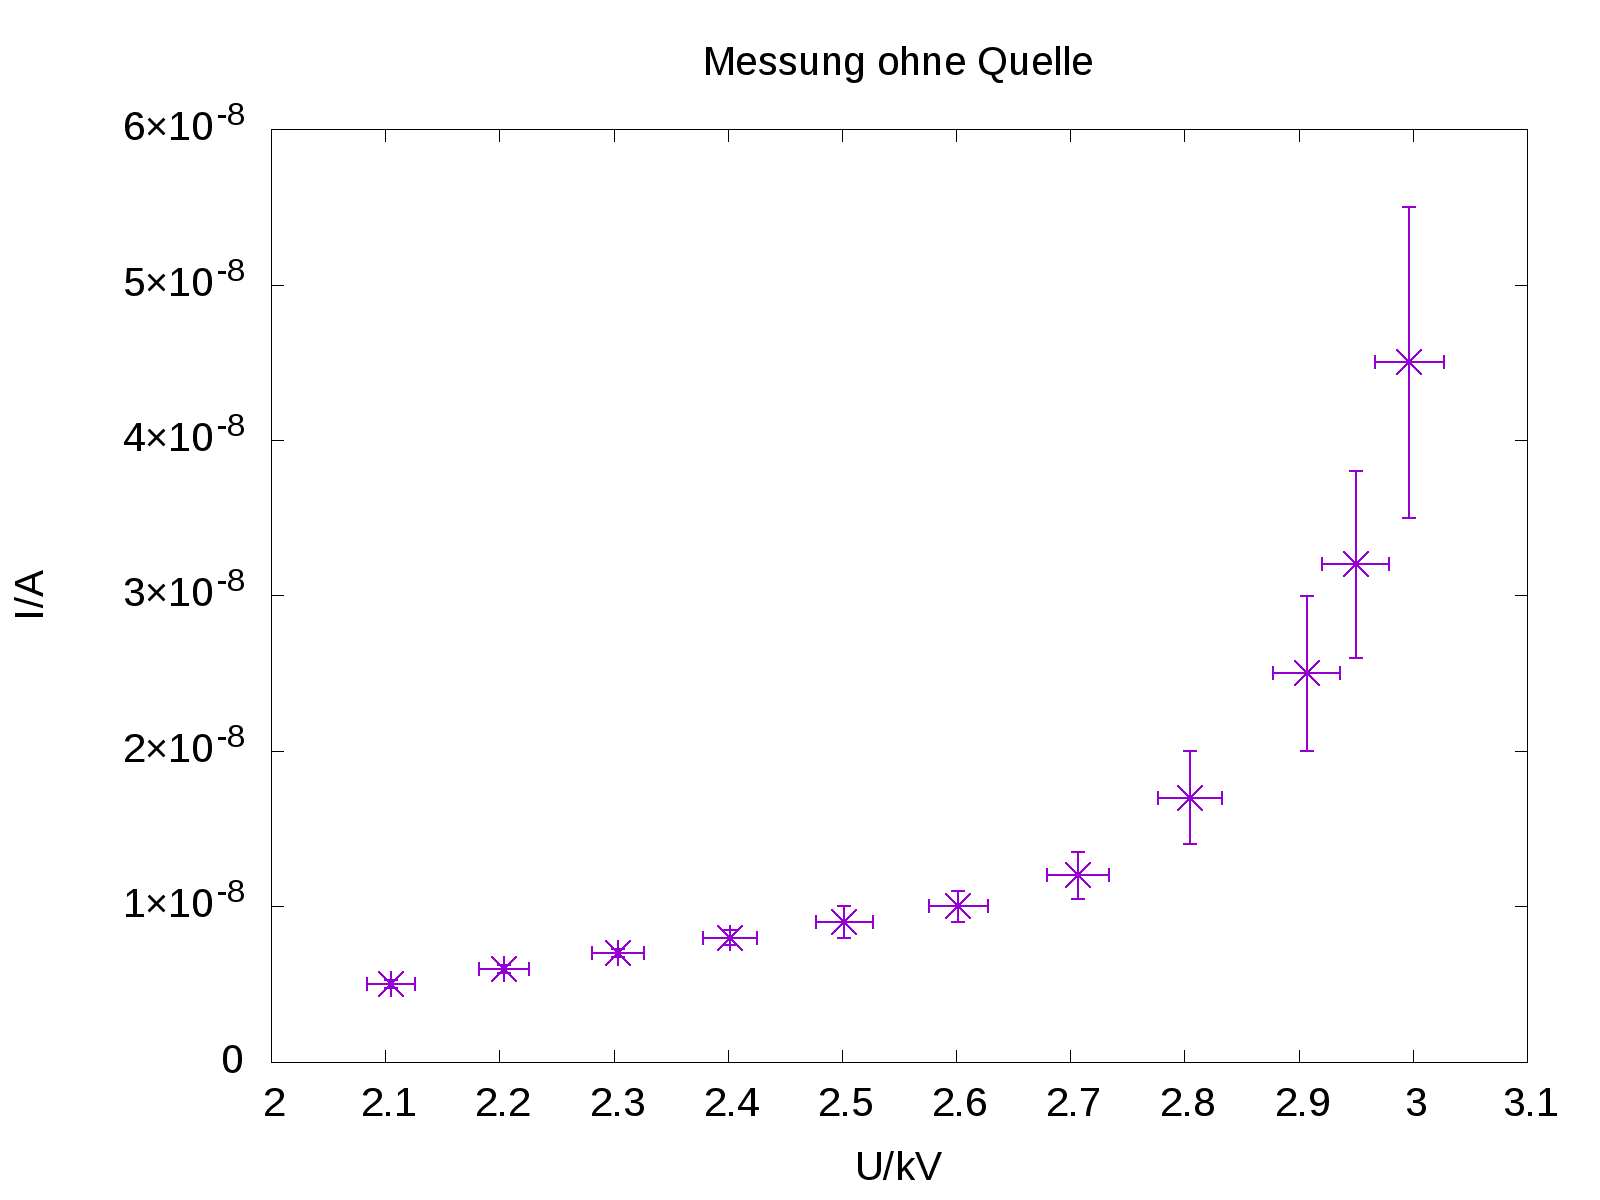 Messung ohne Quelle
6×10⁻⁸
5×10⁻⁸
4×10⁻⁸
3×10⁻⁸
2×10⁻⁸
1×10⁻⁸
0
I/A
2 2.1 2.2 2.3 2.4 2.5 2.6 2.7 2.8 2.9 3 3.1
U/kV